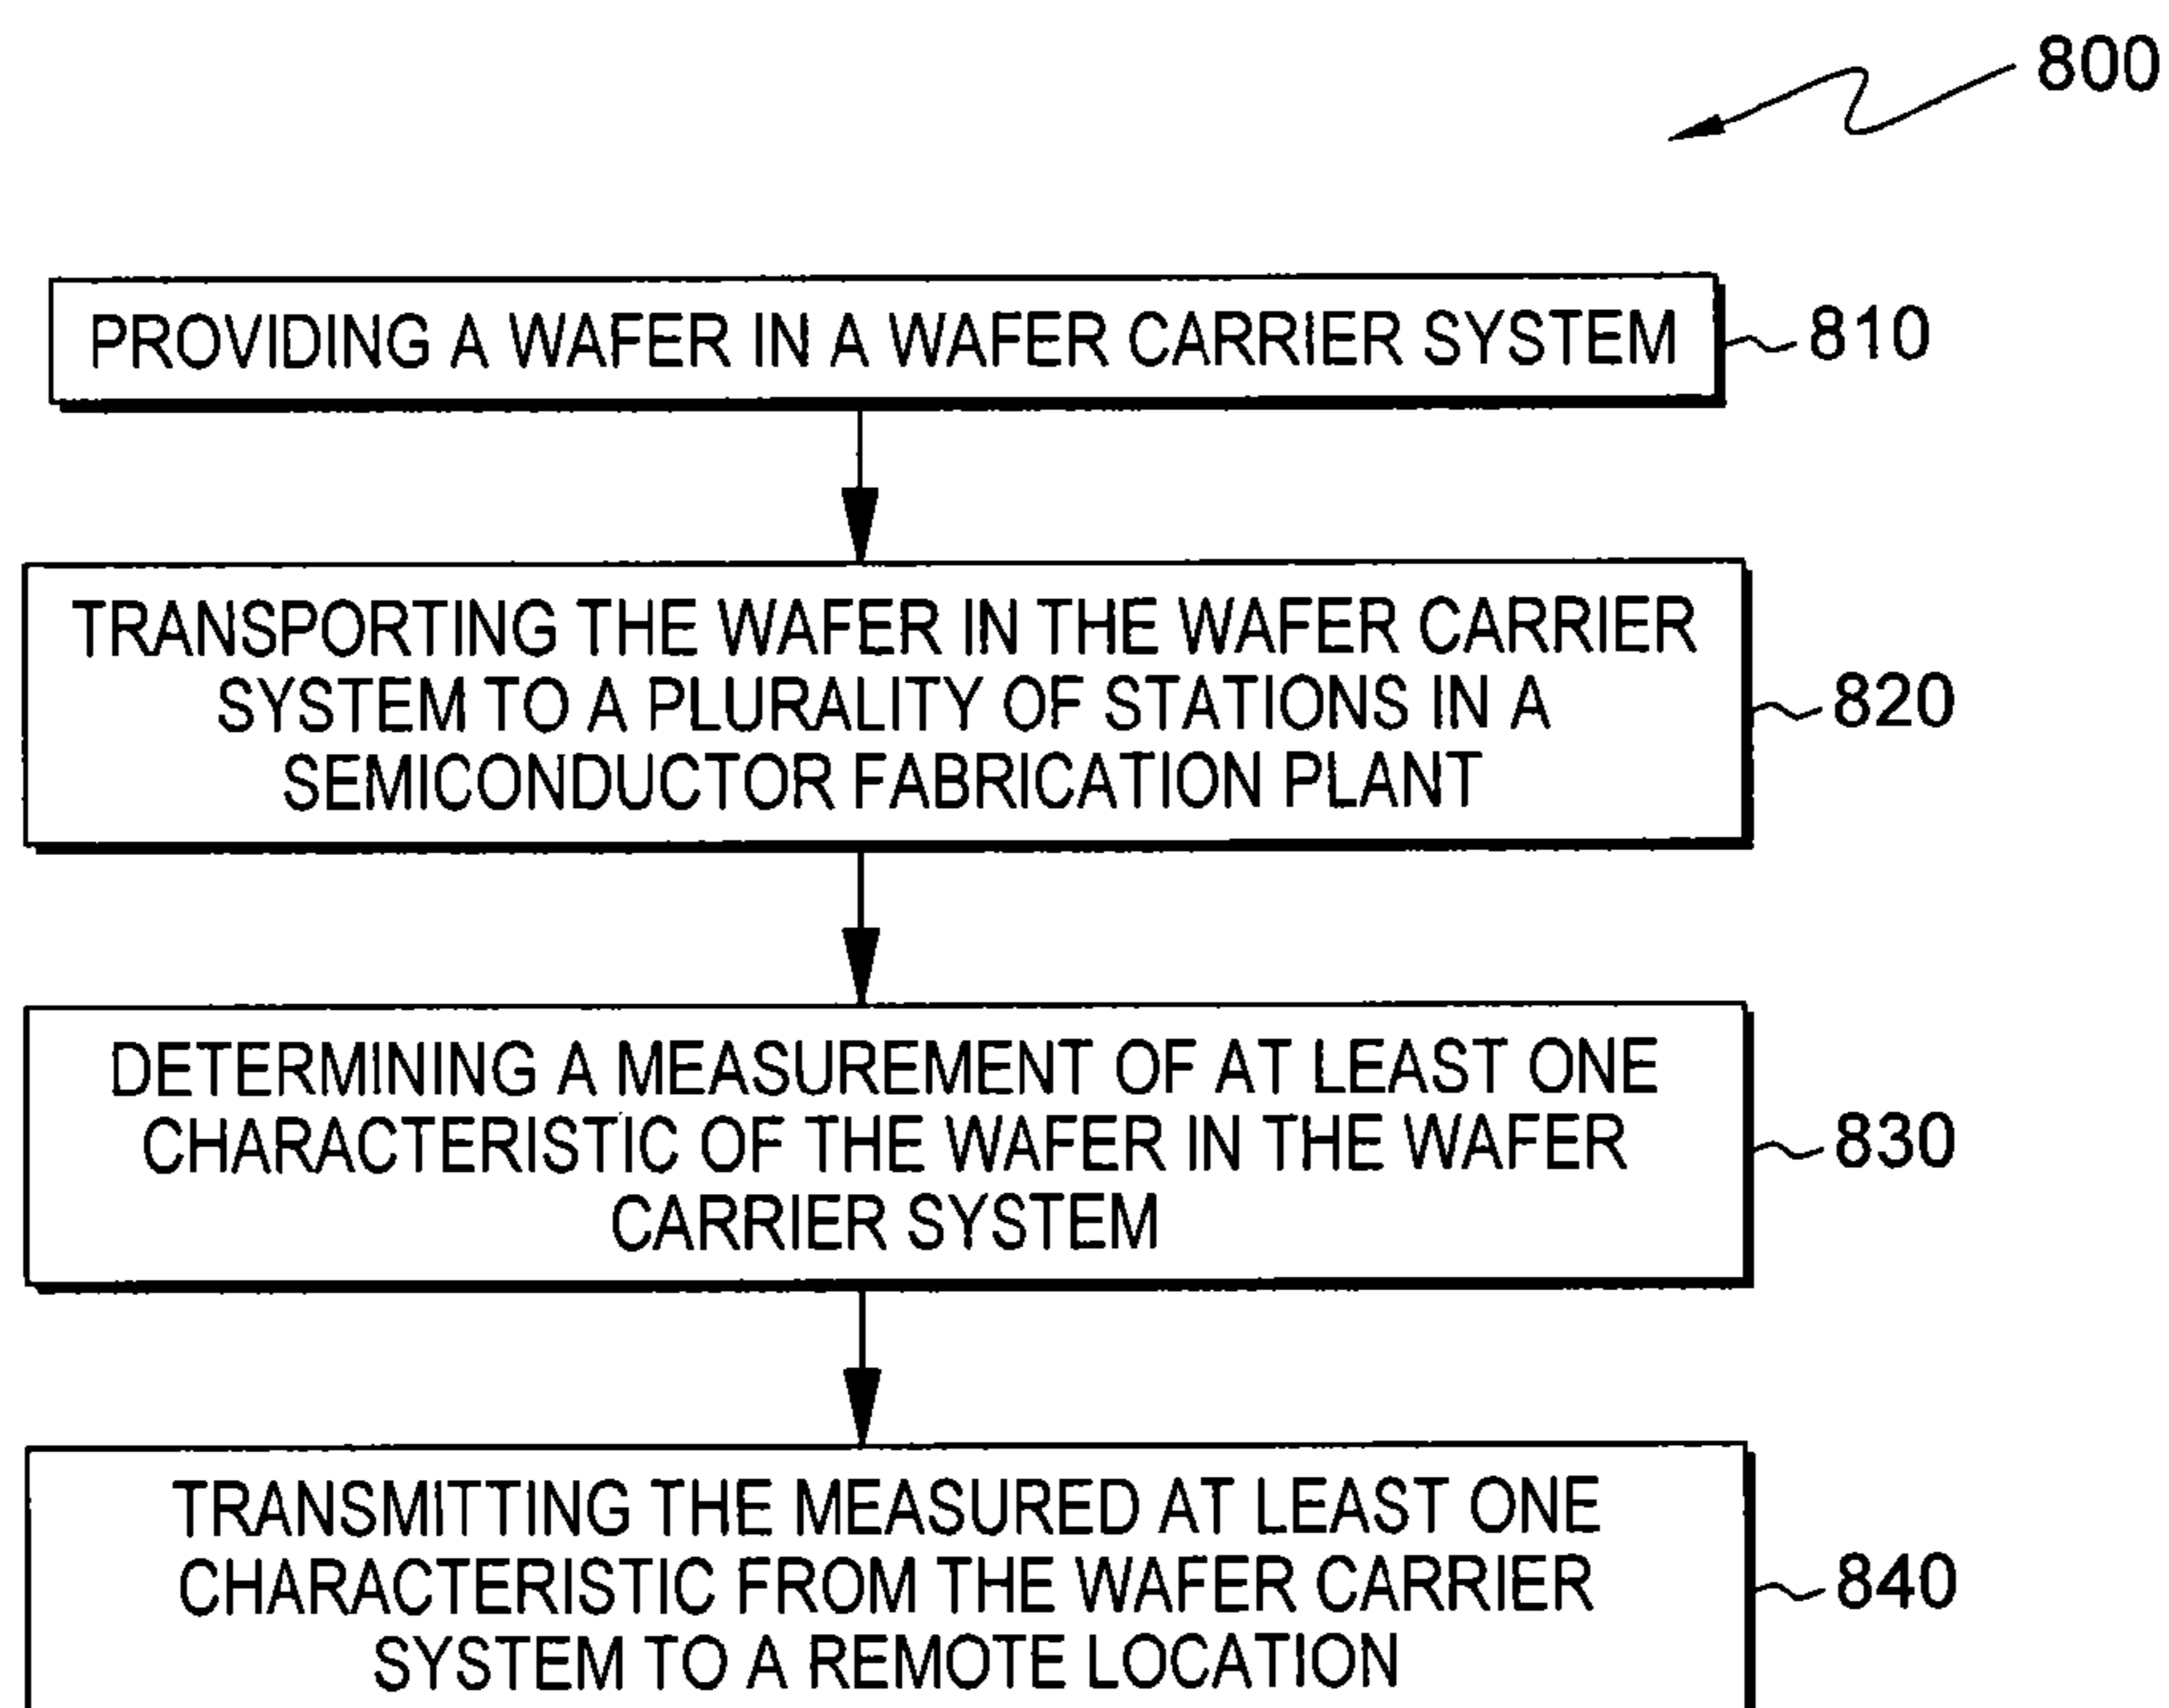 800
PROVIDING A WAFER IN A WAFER CARRIER SYSTEM
810
TRANSPORTING THE WAFER IN THE WAFER CARRIER
SYSTEM TO A PLURALITY OF STATIONS IN A
SEMICONDUCTOR FABRICATION PLANT
820
DETERMINING A MEASUREMENT OF AT LEAST ONE
CHARACTERISTIC OF THE WAFER IN THE WAFER
CARRIER SYSTEM
830
TRANSMITTING THE MEASURED AT LEAST ONE
CHARACTERISTIC FROM THE WAFER CARRIER
SYSTEM TO A REMOTE LOCATION
840